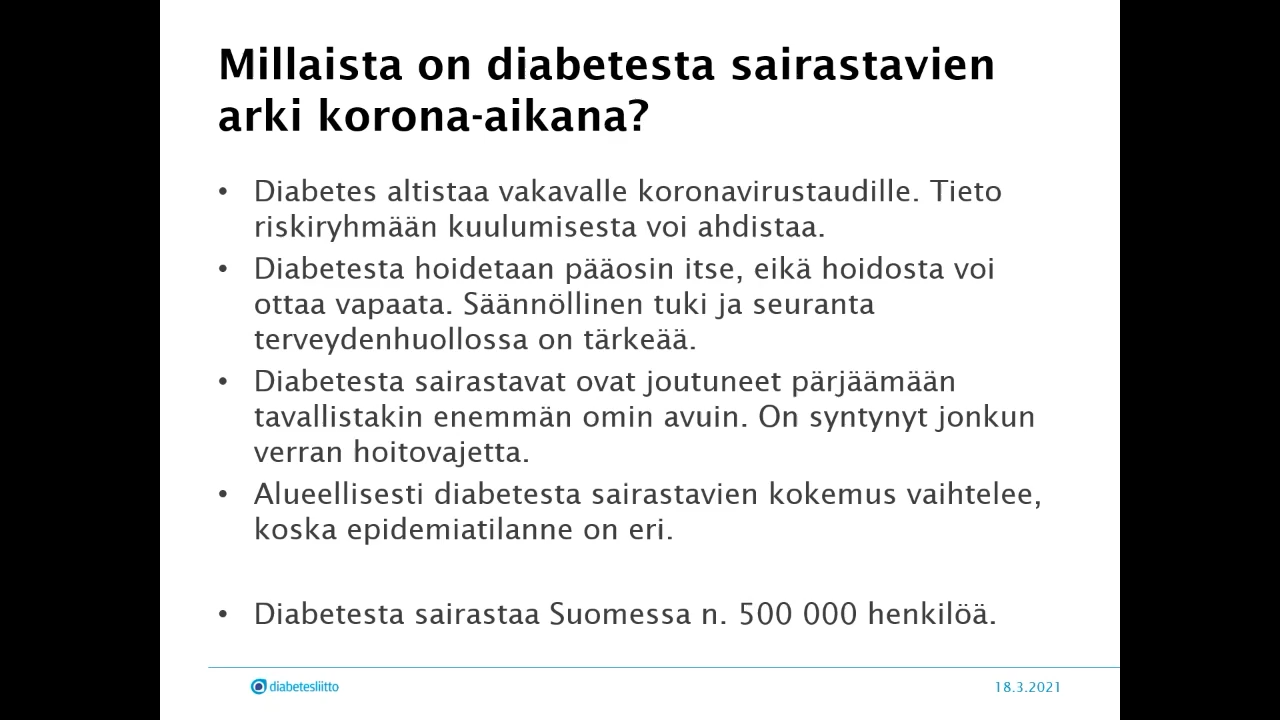 Millaista on diabetesta sairastavien
arki korona-aikana?
• Diabetes altistaa vakavalle koronavirustaudille. Tieto
riskiryhmään kuulumisesta voi ahdistaa.
• Diabetesta hoidetaan pääosin itse, eikä hoidosta voi
ottaa vapaata. Säännöllinen tuki ja seuranta
terveydenhuollossa on tärkeää.
• Diabetesta sairastavat ovat joutuneet pärjäämään
tavallistakin enemmän omin avuin. On syntynyt jonkun
verran hoitovajetta.
• Alueellisesti diabetesta sairastavien kokemus vaihtelee,
koska epidemiatilanne on eri.
• Diabetesta sairastaa Suomessa n. 500 000 henkilöä.
diabetesliitto
18.3.2021